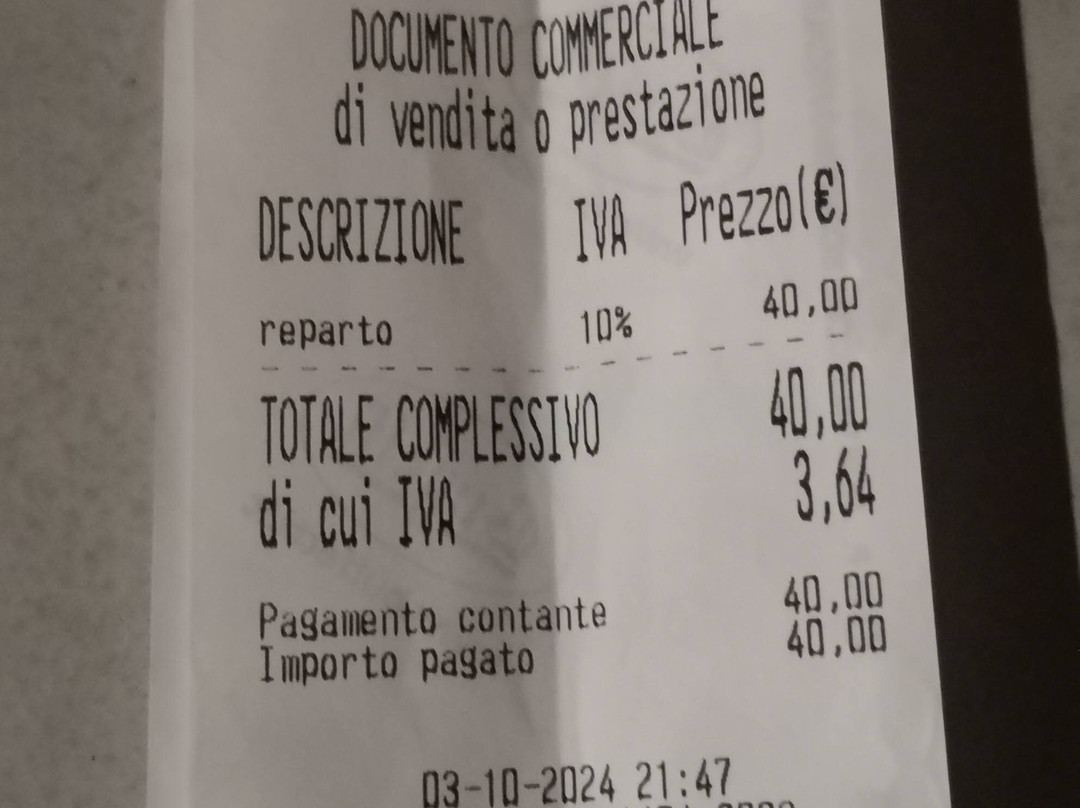 DOCUMENTO COMMERCIALE
di vendita o prestazione
DESCRIZIONE IVA Prezzo(€)
reparto 10% 40,00
TOTALE COMPLESSIVO 40,00
di cui IVA 3,64
Pagamento contante 40,00
Importo pagato 40,00
03-10-2024 21:47